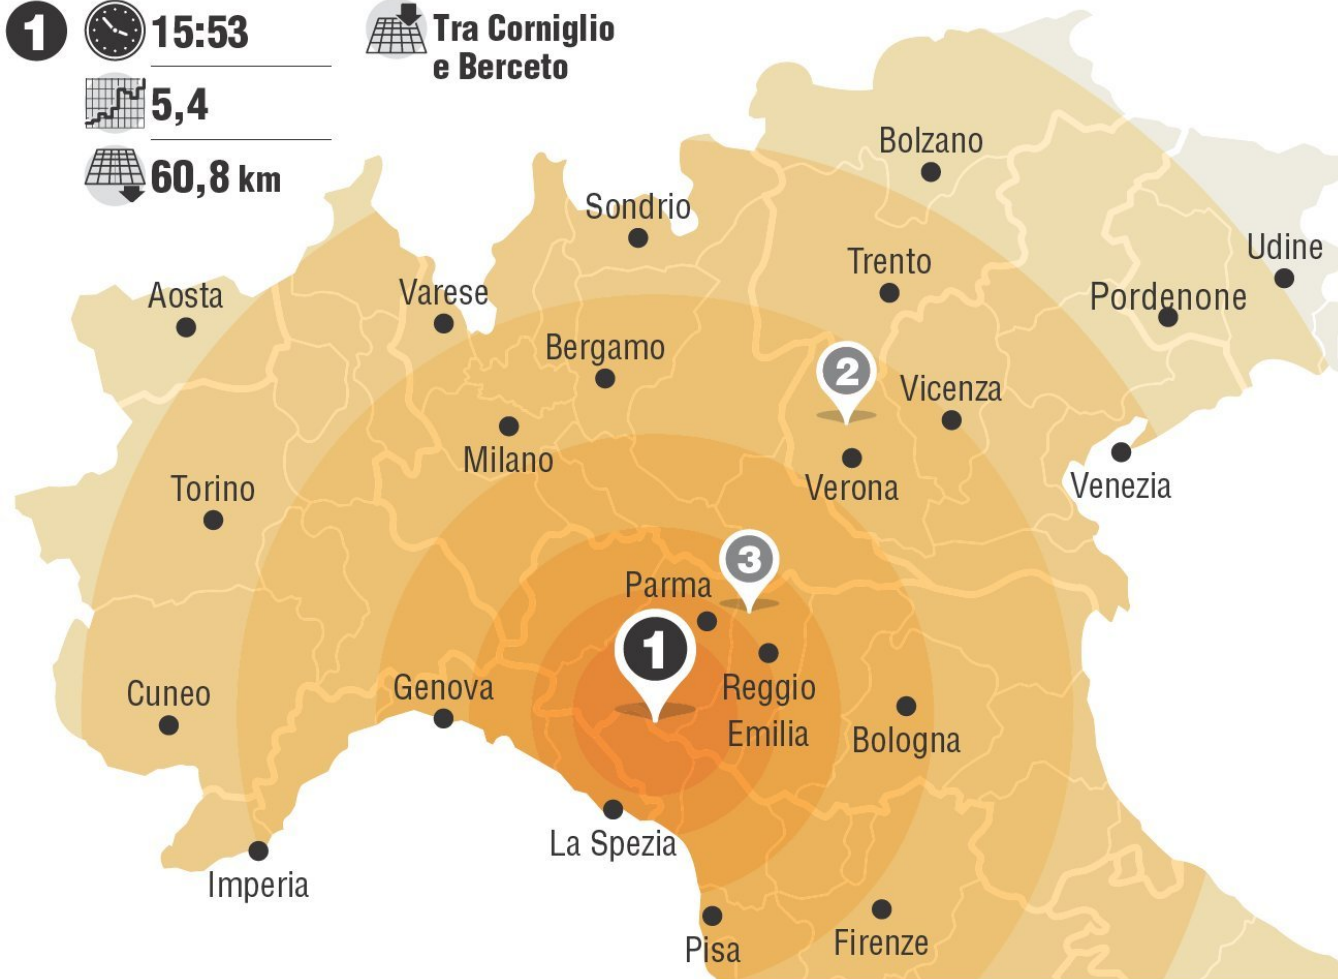 1
15:53
Tra Corniglio
e Berceto
5,4
60,8 km
Bolzano
Sondrio
Udine
Trento
Aosta
Varese
Pordenone
Bergamo
2
Vicenza
Milano
Verona
Venezia
Torino
3
Parma
1
Cuneo
Genova
Reggio
Emilia
Bologna
La Spezia
Imperia
Pisa
Firenze